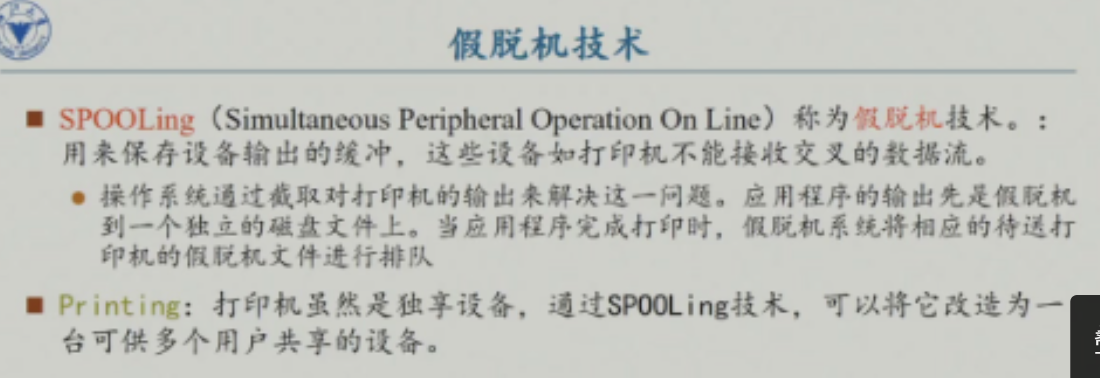 假脱机技术
■ SPOOLing（Simultaneous Peripheral Operation On Line）称为假脱机技术。：
用来保存设备输出的缓冲，这些设备如打印机不能接收交叉的数据流。
● 操作系统通过截取对打印机的输出来解决这一问题。应用程序的输出先是假脱机
到一个独立的磁盘文件上。当应用程序完成打印时，假脱机系统将相应的待送打
印机的假脱机文件进行排队
■ Printing：打印机虽然是独享设备，通过SPOOLing技术，可以将它改造为一
台可供多个用户共享的设备。